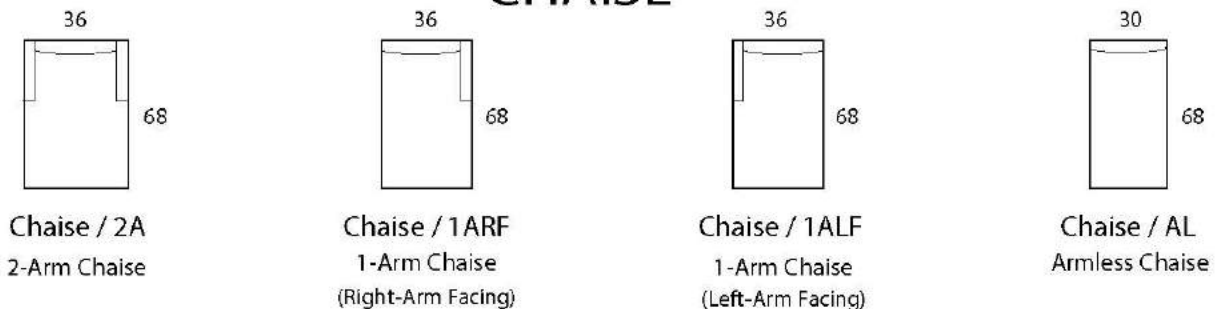 CHAISE
36 36 36 30
68 68 68 68
Chaise / 2A
2-Arm Chaise
Chaise / 1ARF
1-Arm Chaise
(Right-Arm Facing)
Chaise / 1ALF
1-Arm Chaise
(Left-Arm Facing)
Chaise / AL
Armless Chaise